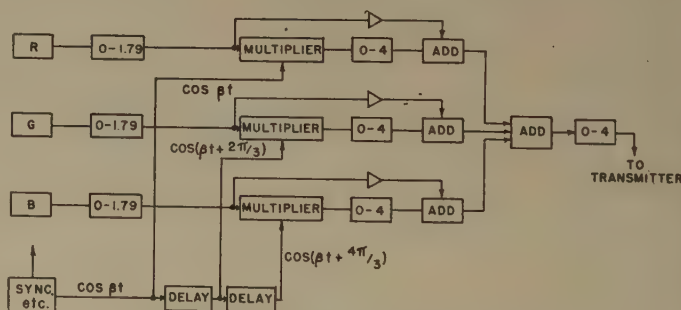 R
0-1.79
MULTIPLIER
0-4
ADD
COS βt
G
0-1.79
MULTIPLIER
0-4
ADD
ADD
0-4
COS(βt + 2π/3)
TO
TRANSMITTER
B
0-1.79
MULTIPLIER
0-4
ADD
COS(βt + 4π/3)
SYNC.
etc.
COS βt
DELAY
DELAY